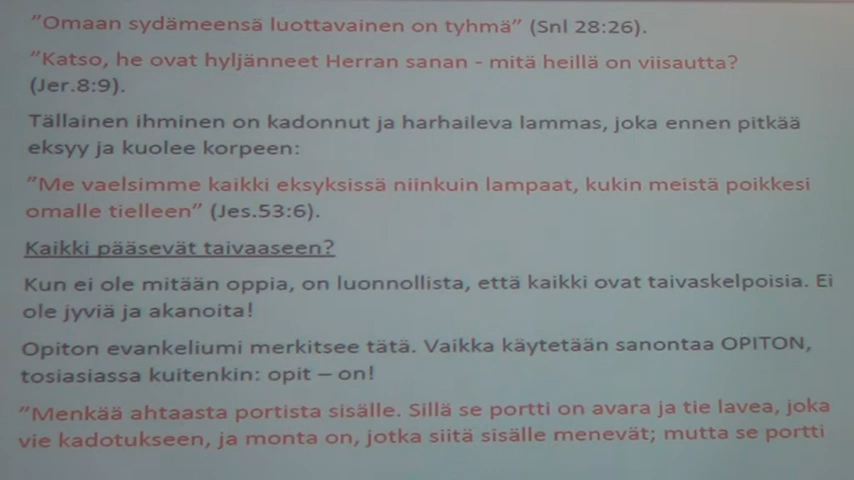 ”Omaan sydämeensä luottavainen on tyhmä” (Snl 28:26).
”Katso, he ovat hyljänneet Herran sanan - mitä heillä on viisautta?
(Jer.8:9).
Tällainen ihminen on kadonnut ja harhaileva lammas, joka ennen pitkää
eksyy ja kuolee korpeen:
”Me vaelsimme kaikki eksyksissä niinkuin lampaat, kukin meistä poikkesi
omalle tielleen” (Jes.53:6).
Kaikki pääsevät taivaaseen?
Kun ei ole mitään oppia, on luonnollista, että kaikki ovat taivaskelpoisia. Ei
ole jyviä ja akanoita!
Opiton evankeliumi merkitsee tätä. Vaikka käytetään sanontaa OPITON,
tosiasiassa kuitenkin: opit – on!
”Menkää ahtaasta portista sisälle. Sillä se portti on avara ja tie lavea, joka
vie kadotukseen, ja monta on, jotka siitä sisälle menevät; mutta se portti